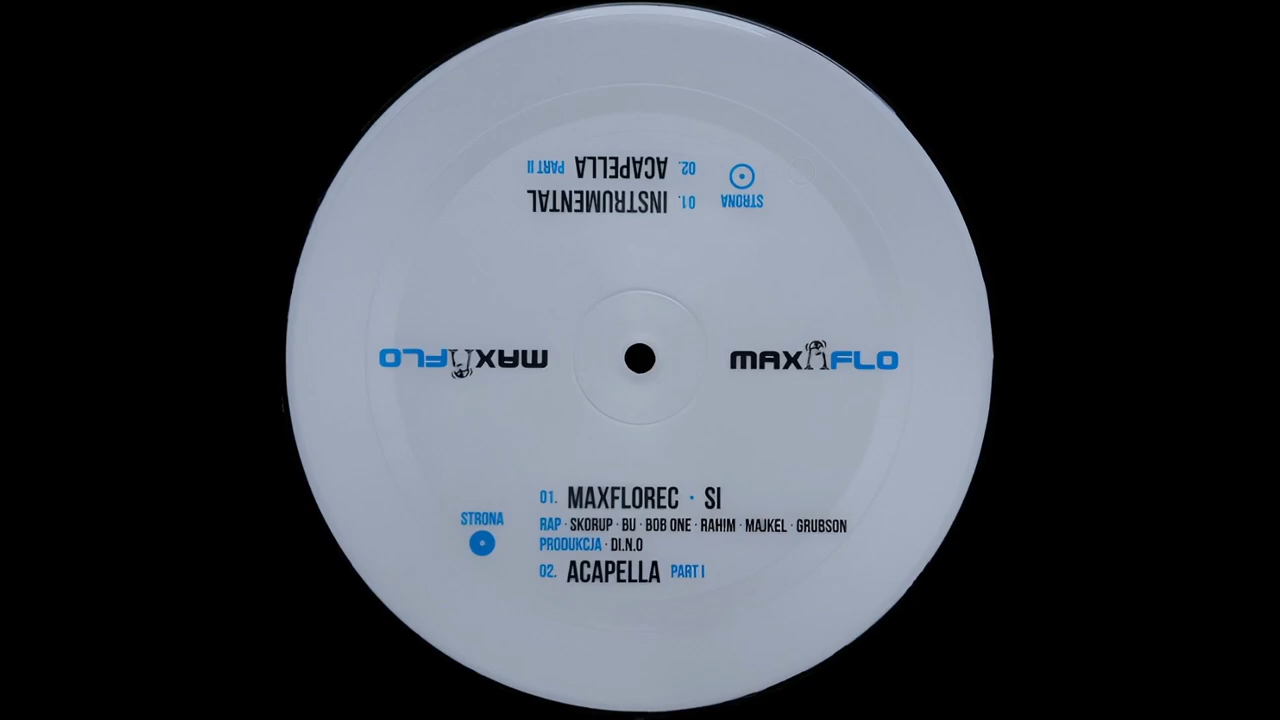 02. ACAPELLA PART II
01. INSTRUMENTAL
STRONA
MAXFLO
MAXFLO
01. MAXFLOREC · SI
STRONA
RAP · SKORUP · BU · BOB ONE · RAH!M · MAJKEL · GRUBSON
PRODUKCJA · DI.N.O
02. ACAPELLA PART I